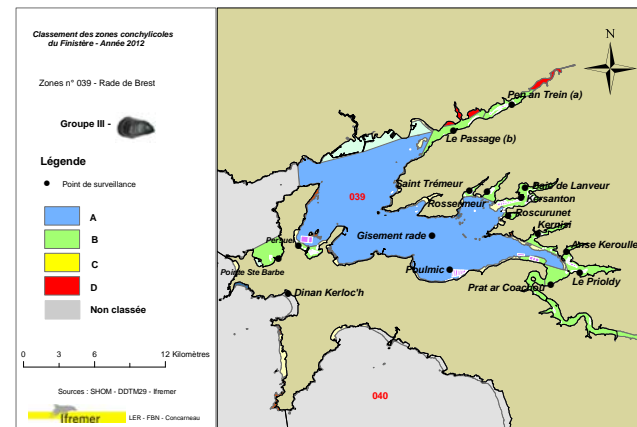 Classement des zones conchylicoles
du Finistère - Année 2012
Zones n° 039 - Rade de Brest
Groupe III -
Légende
Point de surveillance
A
B
C
D
Non classée
0 3 6 12 Kilomètres
Sources : SHOM - DDTM29 - Ifremer
Ifremer
LER - FBN - Concarneau
N
Pen an Trein (a)
Le Passage (b)
039
Saint Trémeur
Baie de Lanveur
Kersanton
Rossermeur
Roscurunet
Kernisi
Gisement rade
Persuel
Anse Keroulle
Pointe Ste Barbe
Poulmic
Le Prioldy
Prat ar Coachou
Dinan Kerloc'h
040